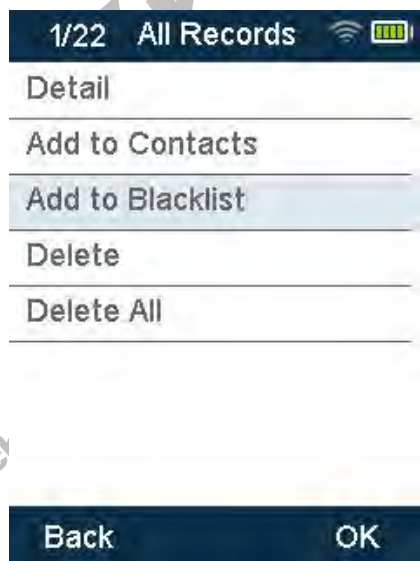 1/22 All Records
Detail
Add to Contacts
Add to Blacklist
Delete
Delete All
Back OK